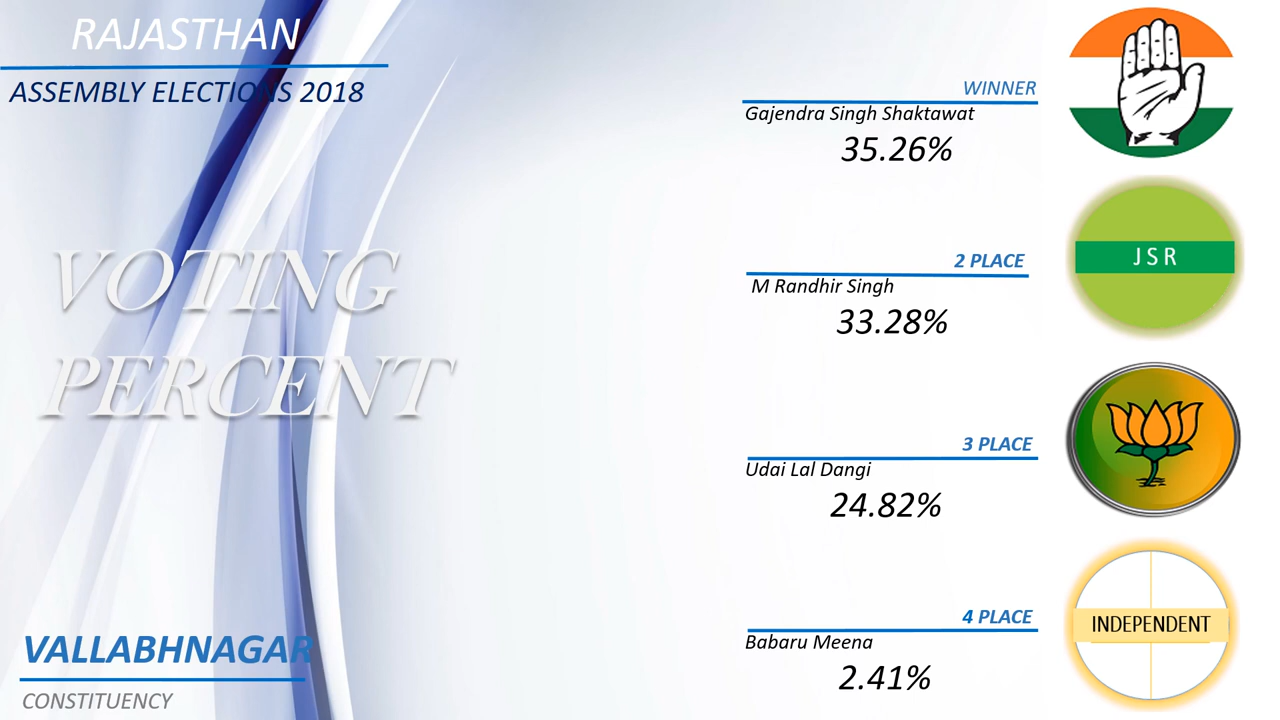 RAJASTHAN
ASSEMBLY ELECTIONS 2018
VOTING
PERCENT
VALLABHNAGAR
CONSTITUENCY
WINNER
Gajendra Singh Shaktawat
35.26%
2 PLACE
M Randhir Singh
33.28%
JSR
3 PLACE
Udai Lal Dangi
24.82%
4 PLACE
Babaru Meena
2.41%
INDEPENDENT